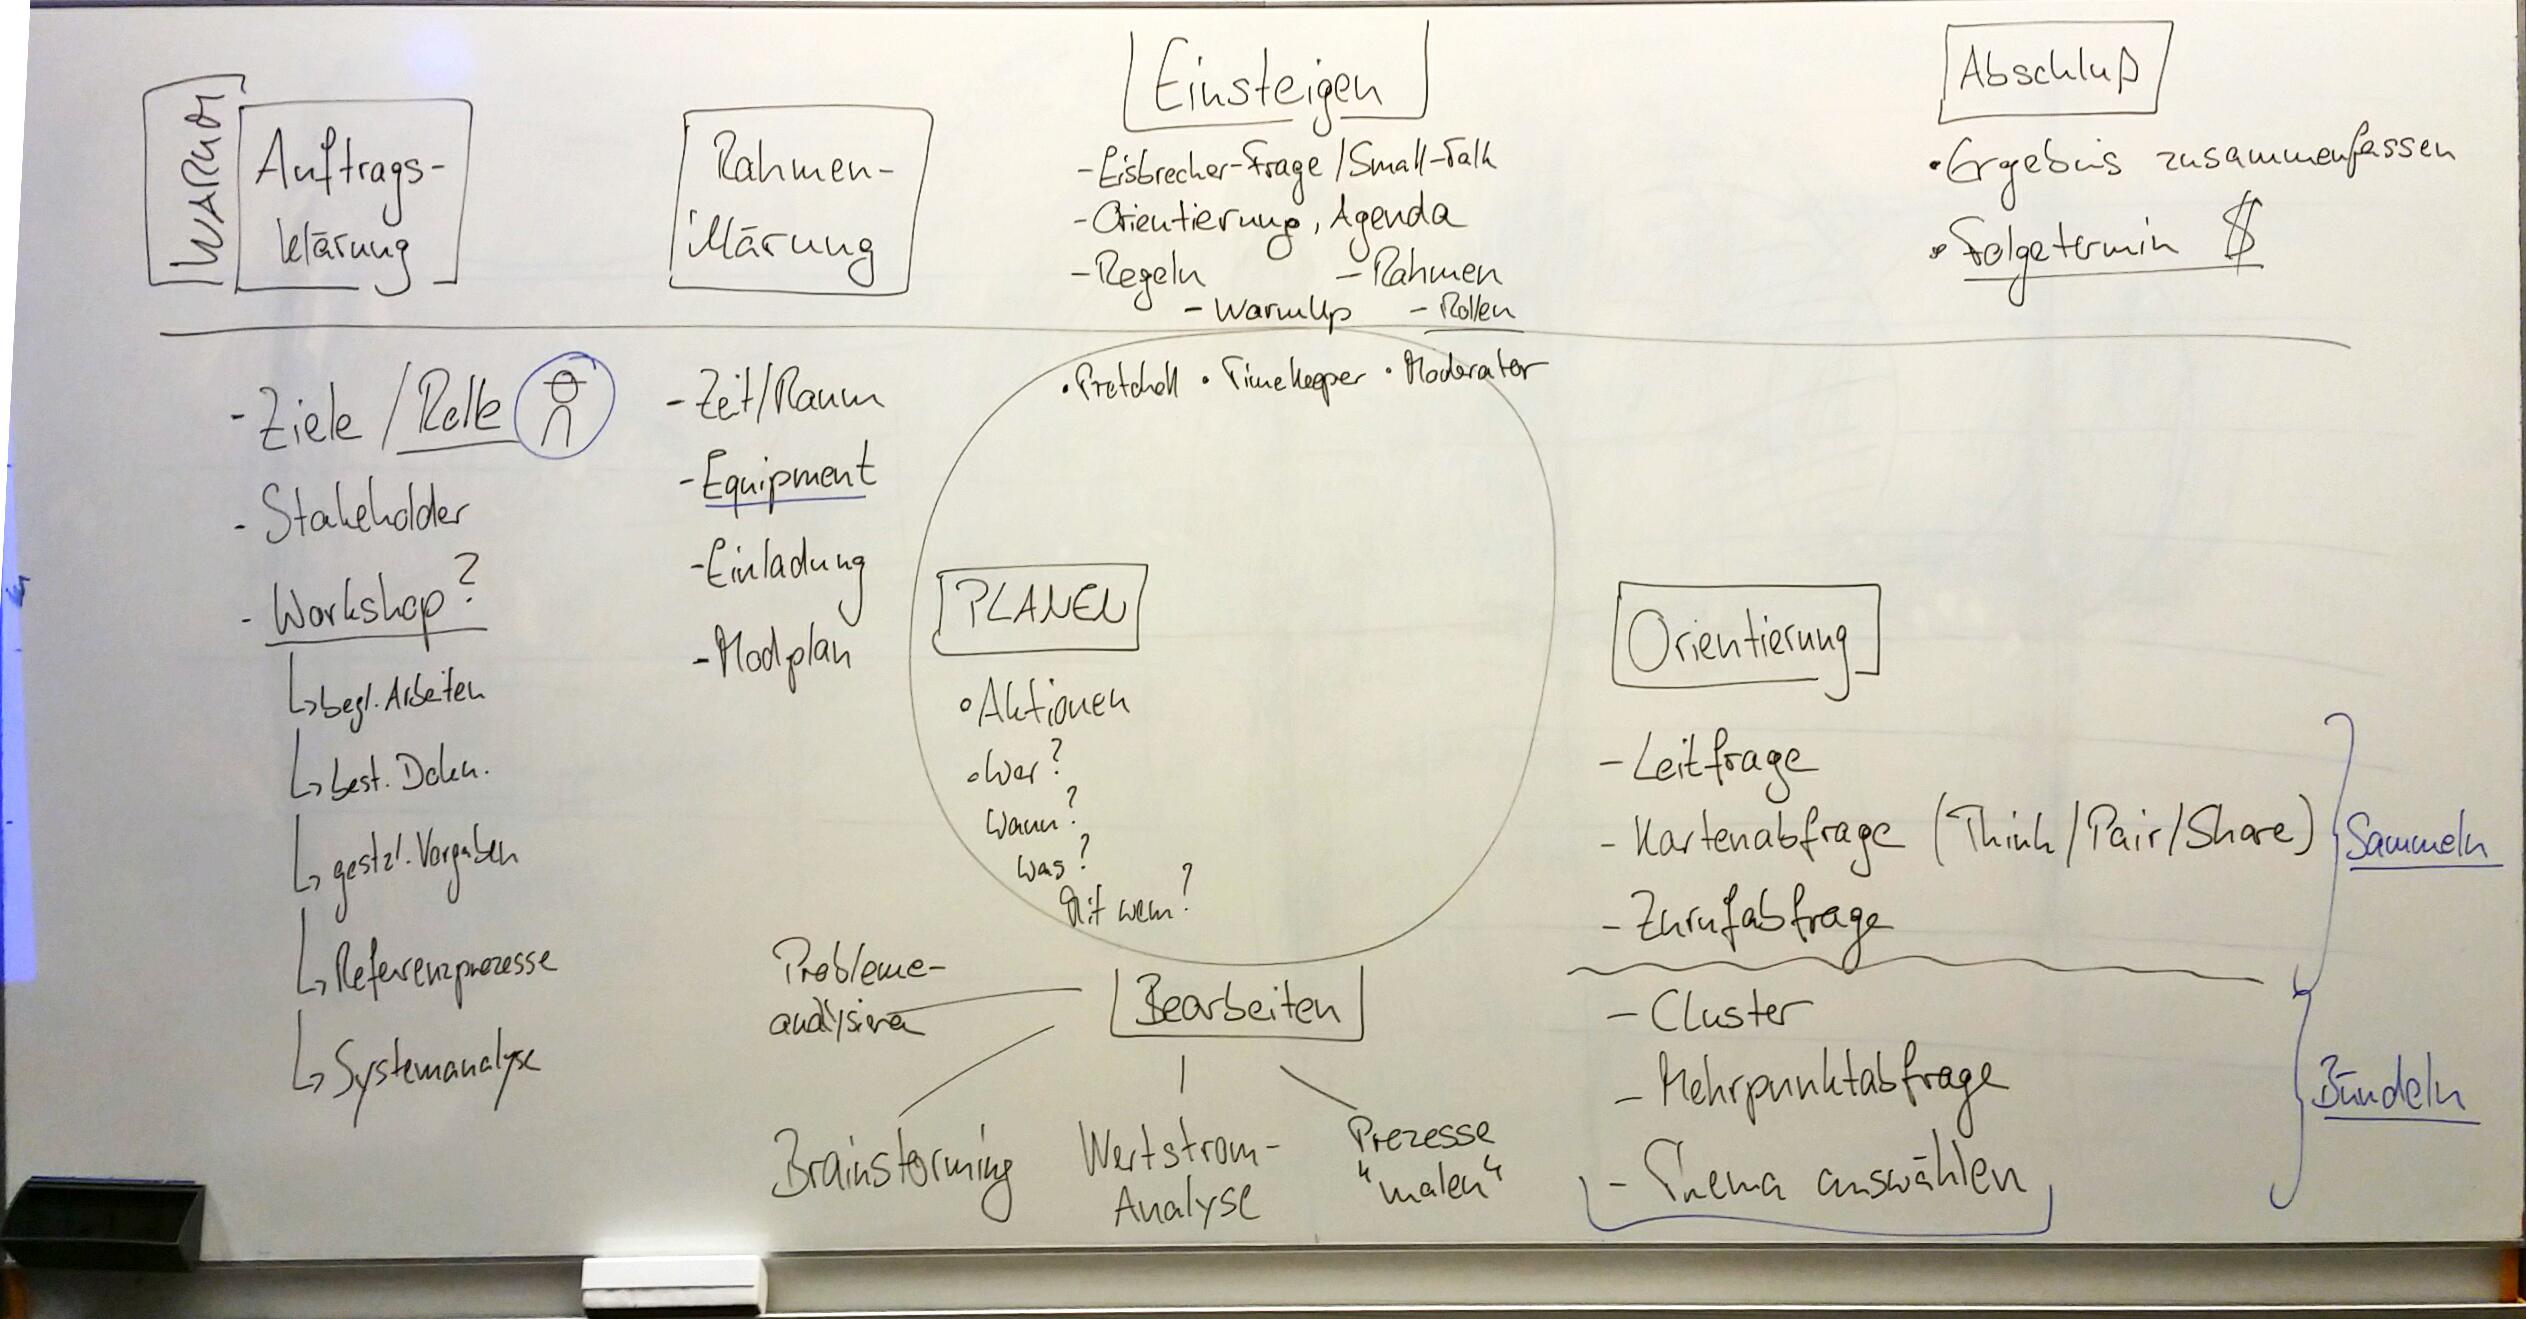 WARUM
Auftrags-
klärung
- Ziele / Rolle
- Stakeholder
- Workshop?
begl. Arbeiten
best. Doku.
gestzl. Vorgaben
Referenzprozesse
Systemanalyse
Rahmen-
klärung
- Zeit/Raum
- Equipment
- Einladung
- Modplan
Einsteigen
- Eisbrecher-Frage / Small-Talk
- Orientierung, Agenda
- Regeln - Rahmen
- WarmUp - Rollen
• Protokoll • Timekeeper • Moderator
Abschluß
• Ergebnis zusammenfassen
• Folgetermin
PLANEN
• Aktionen
• Wer?
Wann?
Was?
Mit wem?
Orientierung
- Leitfrage
- Kartenabfrage (Think/Pair/Share)
- Zurufabfrage
Sammeln
- Cluster
- Mehrpunktabfrage
- Thema auswählen
Bündeln
Bearbeiten
Probleme-
analysieren
Brainstorming
Wertstrom-
Analyse
Prozesse
"malen"